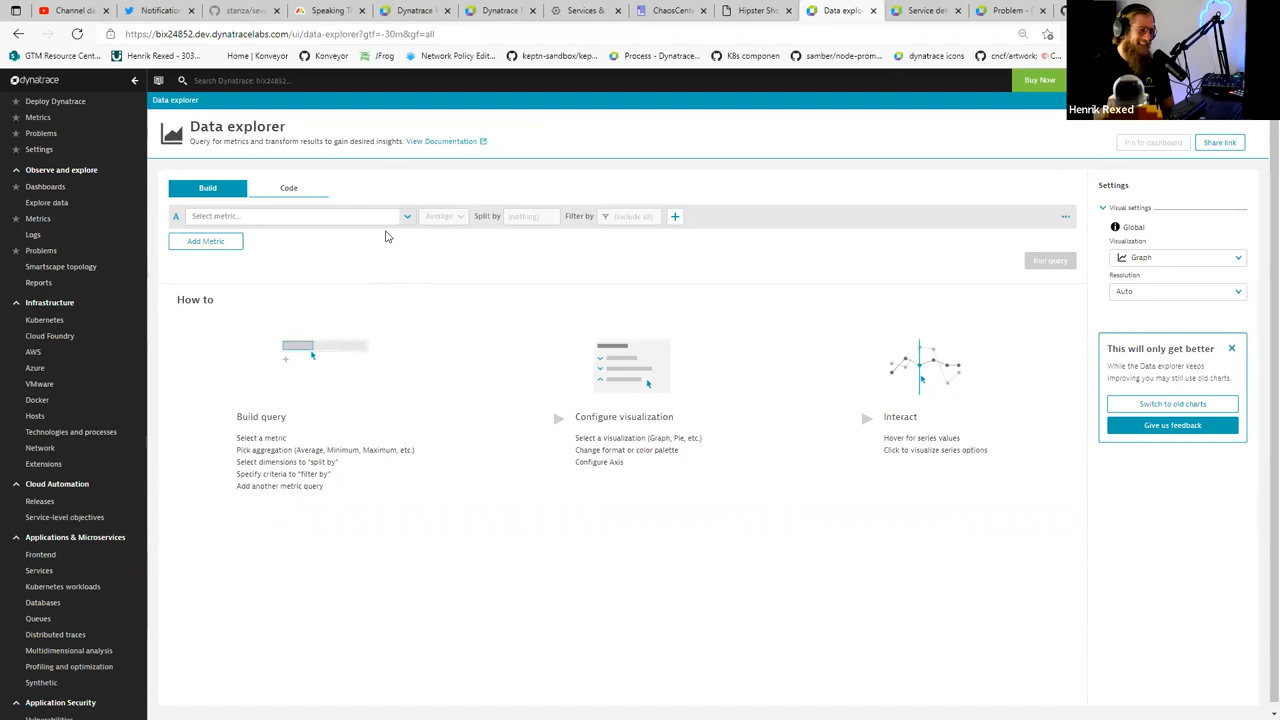 Channel da
Notification
stanza/seve
Speaking T
Dynatrace F
Dynatrace F
Services &
ChaosCente
Hipster Sho
Data explo
Service det
Problem - D
https://bix24852.dev.dynatracelabs.com/ui/data-explorer?gtf=-30m&gf=all
GTM Resource Cent...
Henrik Rexed - 303...
Home | Konveyor
Konveyor
JFrog
Network Policy Edit...
keptn-sandbox/kep...
Process - Dynatrace...
K8s componen
samber/node-prom...
dynatrace icons
cncf/artwork:
Henrik Rexed
dynatrace
Search Dynatrace: bix24852...
Buy Now
Deploy Dynatrace
Metrics
Problems
Settings
Observe and explore
Dashboards
Explore data
Metrics
Logs
Problems
Smartscape topology
Reports
Infrastructure
Kubernetes
Cloud Foundry
AWS
Azure
VMware
Docker
Hosts
Technologies and processes
Network
Extensions
Cloud Automation
Releases
Service-level objectives
Applications & Microservices
Frontend
Services
Kubernetes workloads
Databases
Queues
Distributed traces
Multidimensional analysis
Profiling and optimization
Synthetic
Application Security
Data explorer
Data explorer
Query for metrics and transform results to gain desired insights. View Documentation
Pin to dashboard
Share link
Build
Code
A
Select metric...
Average
Split by
(nothing)
Filter by
(include all)
+
...
Add Metric
Run query
How to
Build query
Select a metric
Pick aggregation (Average, Minimum, Maximum, etc.)
Select dimensions to "split by"
Specify criteria to "filter by"
Add another metric query
Configure visualization
Select a visualization (Graph, Pie, etc.)
Change format or color palette
Configure Axis
Interact
Hover for series values
Click to visualize series options
Settings
Visual settings
Global
Visualization
Graph
Resolution
Auto
This will only get better
While the Data explorer keeps
improving you may still use old charts.
Switch to old charts
Give us feedback